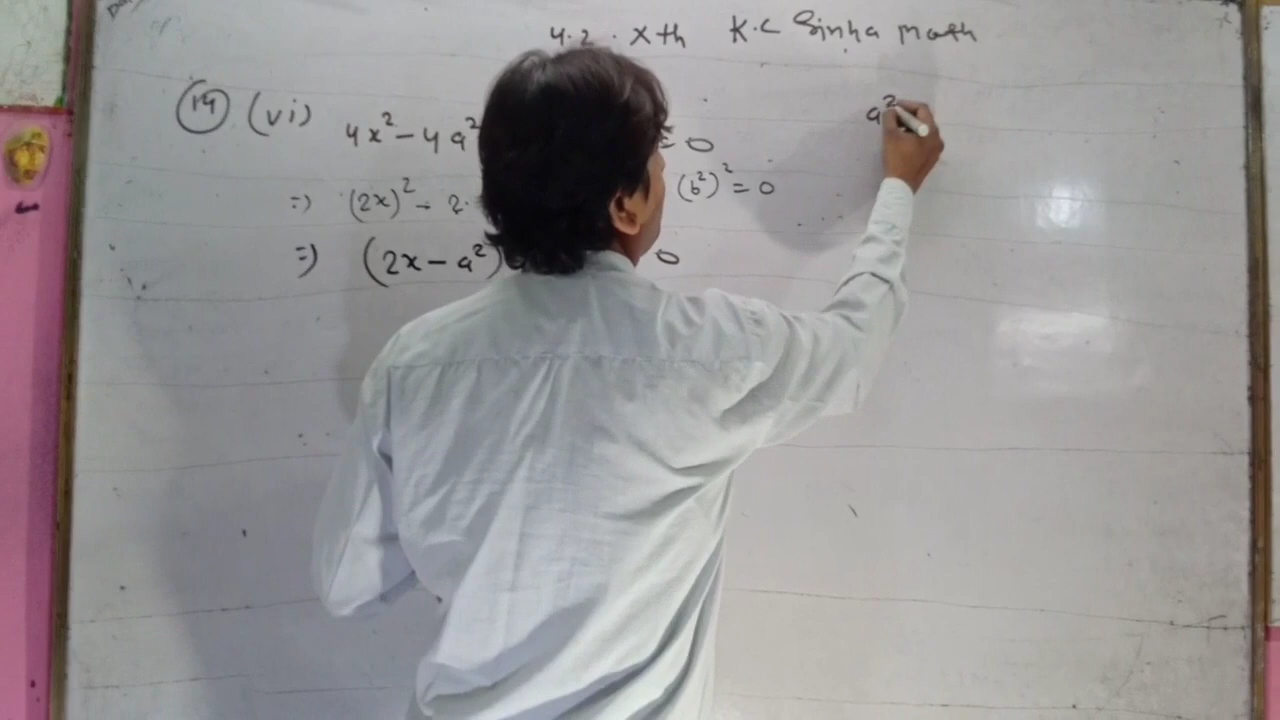 4.2 . Xth K.C Sinha math
19 (vi) 4x² - 4a² = 0
a²
=) (2x)² - 2. (b²)² = 0
=) (2x - a²) 0